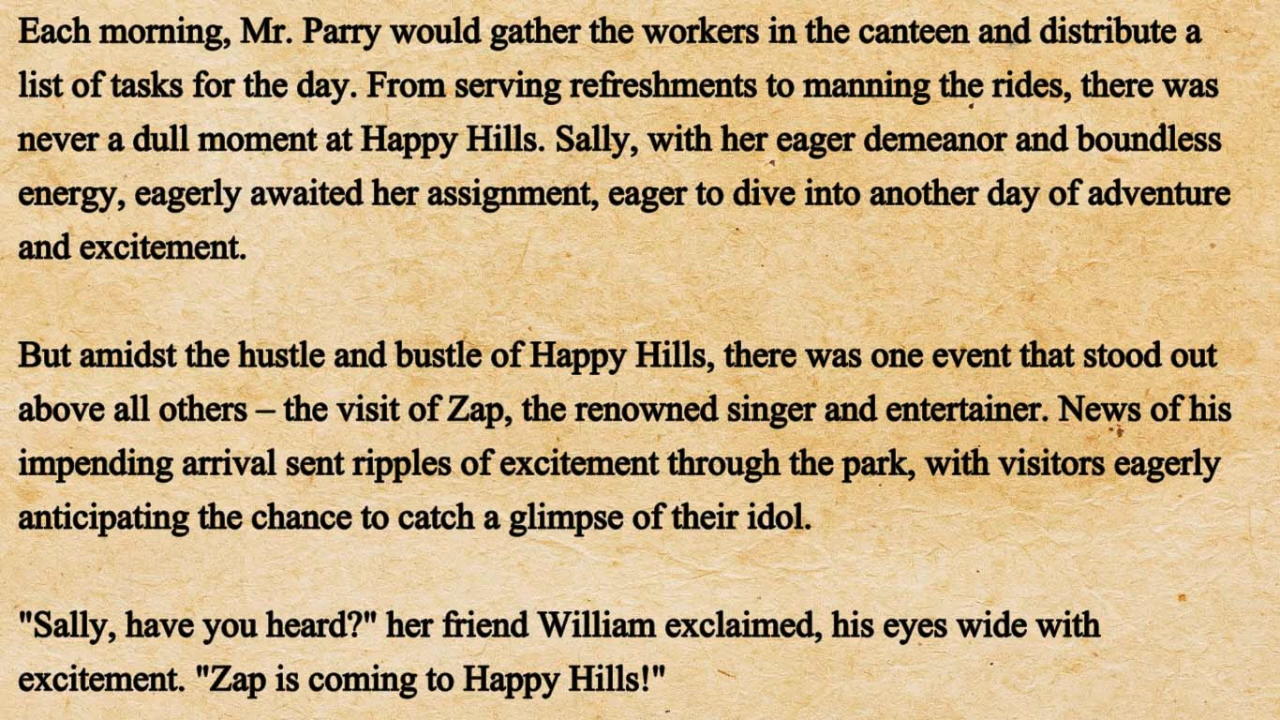 Each morning, Mr. Parry would gather the workers in the canteen and distribute a
list of tasks for the day. From serving refreshments to manning the rides, there was
never a dull moment at Happy Hills. Sally, with her eager demeanor and boundless
energy, eagerly awaited her assignment, eager to dive into another day of adventure
and excitement.
But amidst the hustle and bustle of Happy Hills, there was one event that stood out
above all others – the visit of Zap, the renowned singer and entertainer. News of his
impending arrival sent ripples of excitement through the park, with visitors eagerly
anticipating the chance to catch a glimpse of their idol.
"Sally, have you heard?" her friend William exclaimed, his eyes wide with
excitement. "Zap is coming to Happy Hills!"